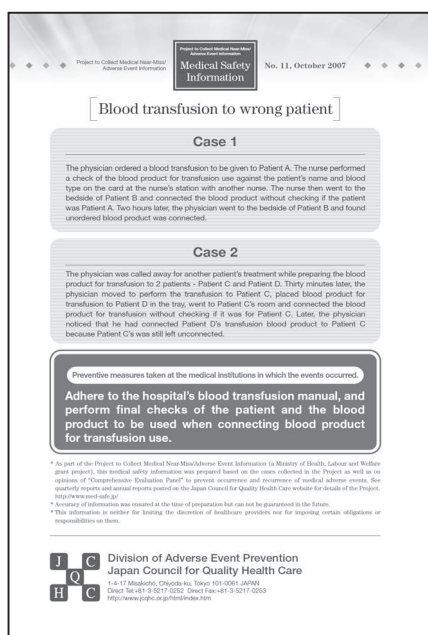 Project to Collect Medical Near-Miss/
Adverse Event Information
Project to Collect Medical Near-Miss/
Adverse Event Information
Medical Safety
Information
No. 11, October 2007
Blood transfusion to wrong patient
Case 1
The physician ordered a blood transfusion to be given to Patient A. The nurse performed
a check of the blood product for transfusion use against the patient's name and blood
type on the card at the nurse's station with another nurse. The nurse then went to the
bedside of Patient B and connected the blood product without checking if the patient
was Patient A. Two hours later, the physician went to the bedside of Patient B and found
unordered blood product was connected.
Case 2
The physician was called away for another patient's treatment while preparing the blood
product for transfusion to 2 patients - Patient C and Patient D. Thirty minutes later, the
physician moved to perform the transfusion to Patient C, placed blood product for
transfusion to Patient D in the tray, went to Patient C's room and connected the blood
product for transfusion without checking if it was for Patient C. Later, the physician
noticed that he had connected Patient D's transfusion blood product to Patient C
because Patient C's was still left unconnected.
Preventive measures taken at the medical institutions in which the events occurred.
Adhere to the hospital's blood transfusion manual, and
perform final checks of the patient and the blood
product to be used when connecting blood product
for transfusion use.
* As part of the Project to Collect Medical Near-Miss/Adverse Event Information (a Ministry of Health, Labour and Welfare
grant project), this medical safety information was prepared based on the cases collected in the Project as well as on
opinions of "Comprehensive Evaluation Panel" to prevent occurrence and recurrence of medical adverse events. See
quarterly reports and annual reports posted on the Japan Council for Quality Health Care website for details of the Project.
http://www.med-safe.jp/
* Accuracy of information was ensured at the time of preparation but can not be guaranteed in the future.
* This information is neither for limiting the discretion of healthcare providers nor for imposing certain obligations or
responsibilities on them.
J C
Q
H C
Division of Adverse Event Prevention
Japan Council for Quality Health Care
1-4-17 Misakicho, Chiyoda-ku, Tokyo 101-0061 JAPAN
Direct Tel:+81-3-5217-0252 Direct Fax:+81-3-5217-0253
http://www.jcqhc.or.jp/html/index.htm